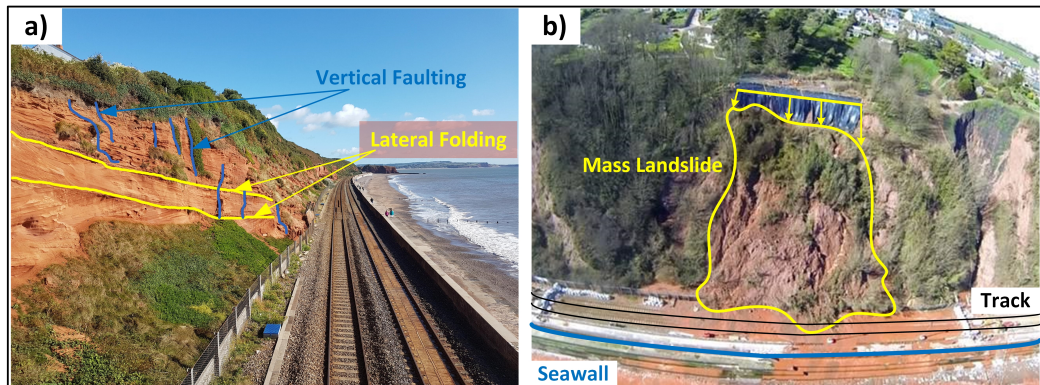 a)
Vertical Faulting
Lateral Folding
b)
Mass Landslide
Track
Seawall